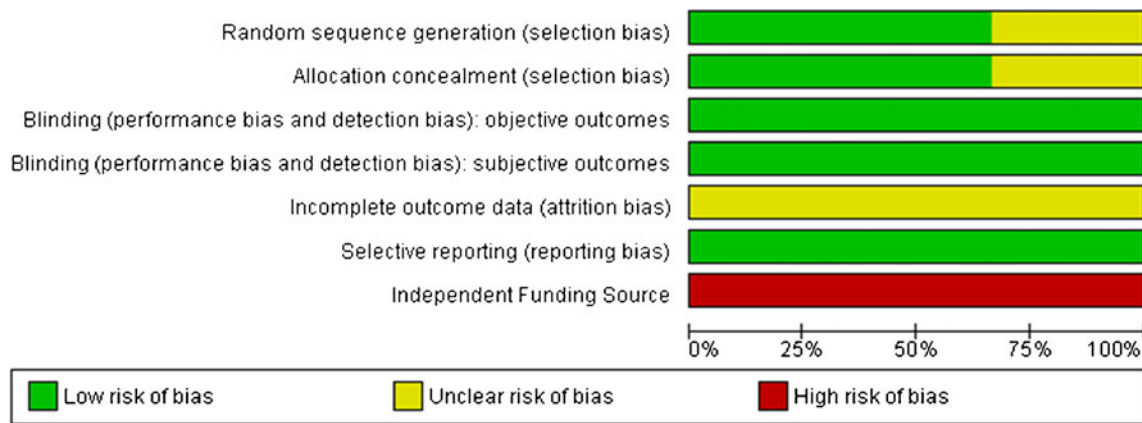 Random sequence generation (selection bias)
Allocation concealment (selection bias)
Blinding (performance bias and detection bias): objective outcomes
Blinding (performance bias and detection bias): subjective outcomes
Incomplete outcome data (attrition bias)
Selective reporting (reporting bias)
Independent Funding Source
0% 25% 50% 75% 100%
Low risk of bias Unclear risk of bias High risk of bias